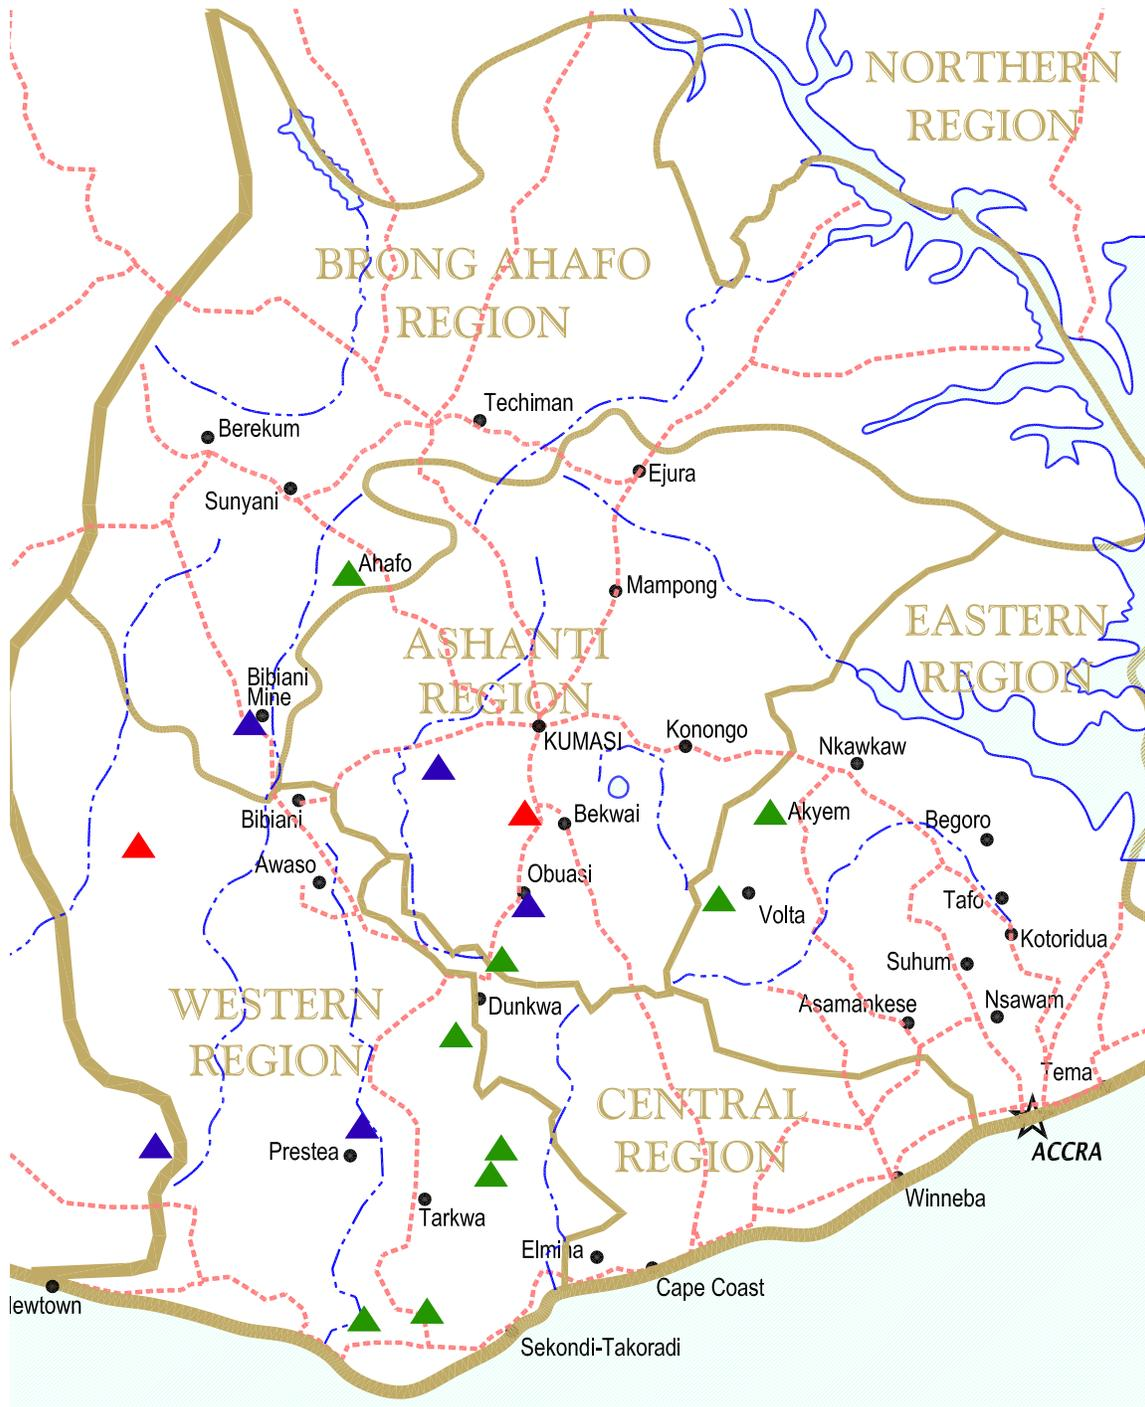 NORTHERN
REGION
BRONG AHAFO
REGION
Techiman
Berekum
Ejura
Sunyani
Ahafo
Mampong
EASTERN
REGION
ASHANTI
REGION
Bibiani
Mine
Konongo
KUMASI
Nkawkaw
Bibiani
Bekwai
Akyem
Begoro
Awaso
Obuasi
Tafo
Volta
Kotoridua
Suhum
WESTERN
REGION
Dunkwa
Asamankese
Nsawam
Tema
CENTRAL
REGION
Prestea
ACCRA
Tarkwa
Winneba
Elmina
Cape Coast
lewtown
Sekondi-Takoradi